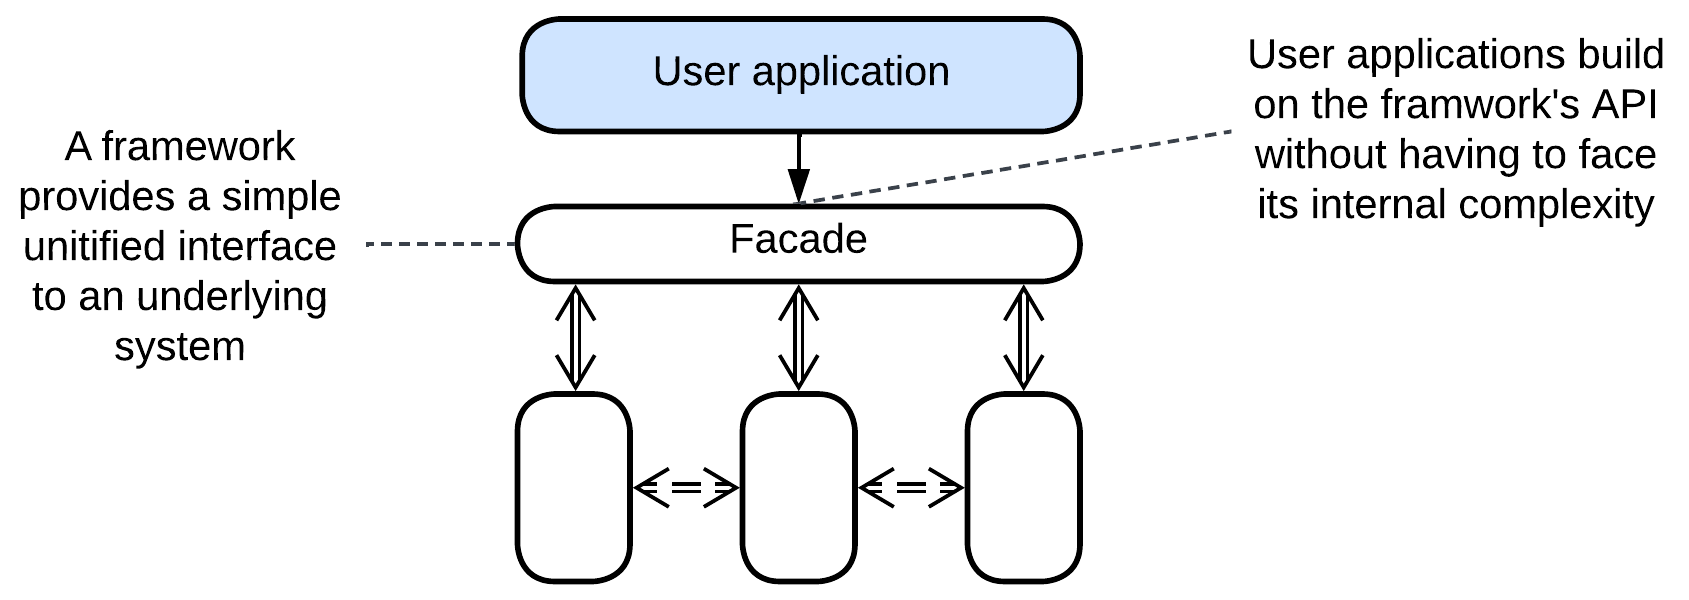 User application
User applications build
on the framwork's API
without having to face
its internal complexity
A framework
provides a simple
unitified interface
to an underlying
system
Facade